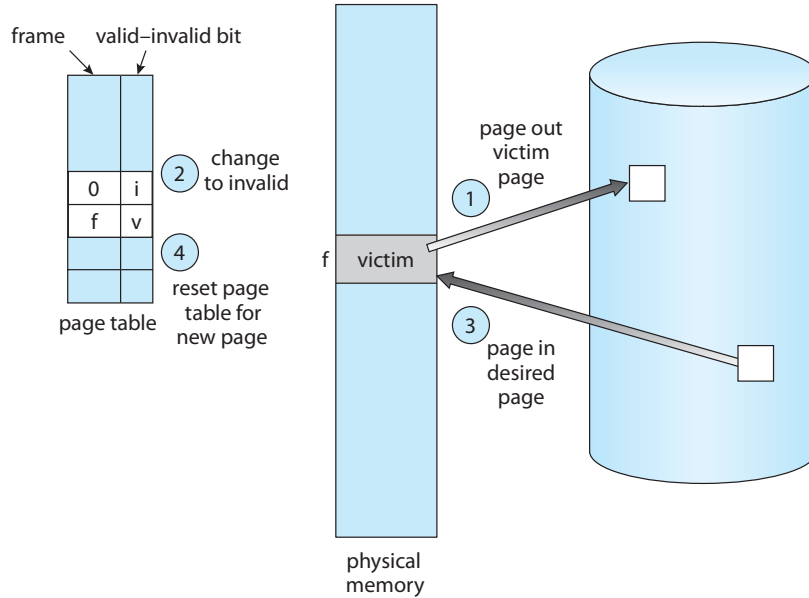 frame
valid–invalid bit
0 i
f v
page table
2
change
to invalid
4
reset page
table for
new page
f
victim
physical
memory
1
page out
victim
page
3
page in
desired
page